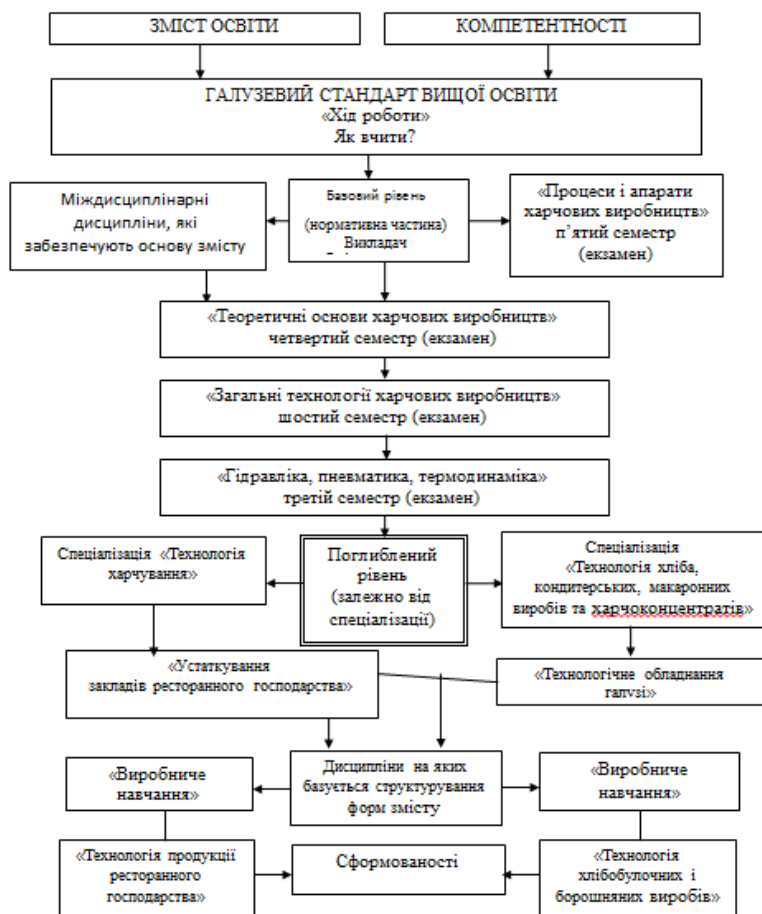 ЗМІСТ ОСВІТИ
КОМПЕТЕНТНОСТІ
ГАЛУЗЕВИЙ СТАНДАРТ ВИЩОЇ ОСВІТИ
«Хід роботи»
Як вчити?
Міждисциплінарні
дисципліни, які
забезпечують основу змісту
Базовий рівень
(нормативна частина)
Викладач
«Процеси і апарати
харчових виробництв»
п’ятий семестр
(екзамен)
«Теоретичні основи харчових виробництв»
четвертий семестр (екзамен)
«Загальні технології харчових виробництв»
шостий семестр (екзамен)
«Гідравліка, пневматика, термодинаміка»
третій семестр (екзамен)
Спеціалізація «Технологія
харчування»
Поглиблений
рівень
(залежно від
спеціалізації)
Спеціалізація
«Технологія хліба,
кондитерських, макаронних
виробів та харчоконцентратів»
«Устаткування
закладів ресторанного господарства»
«Технологічне обладнання
галузі»
«Виробниче
навчання»
Дисципліни на яких
базується структурування
форм змісту
«Виробниче
навчання»
«Технологія продукції
ресторанного
господарства»
Сформованості
«Технологія
хлібобулочних і
борошняних виробів»